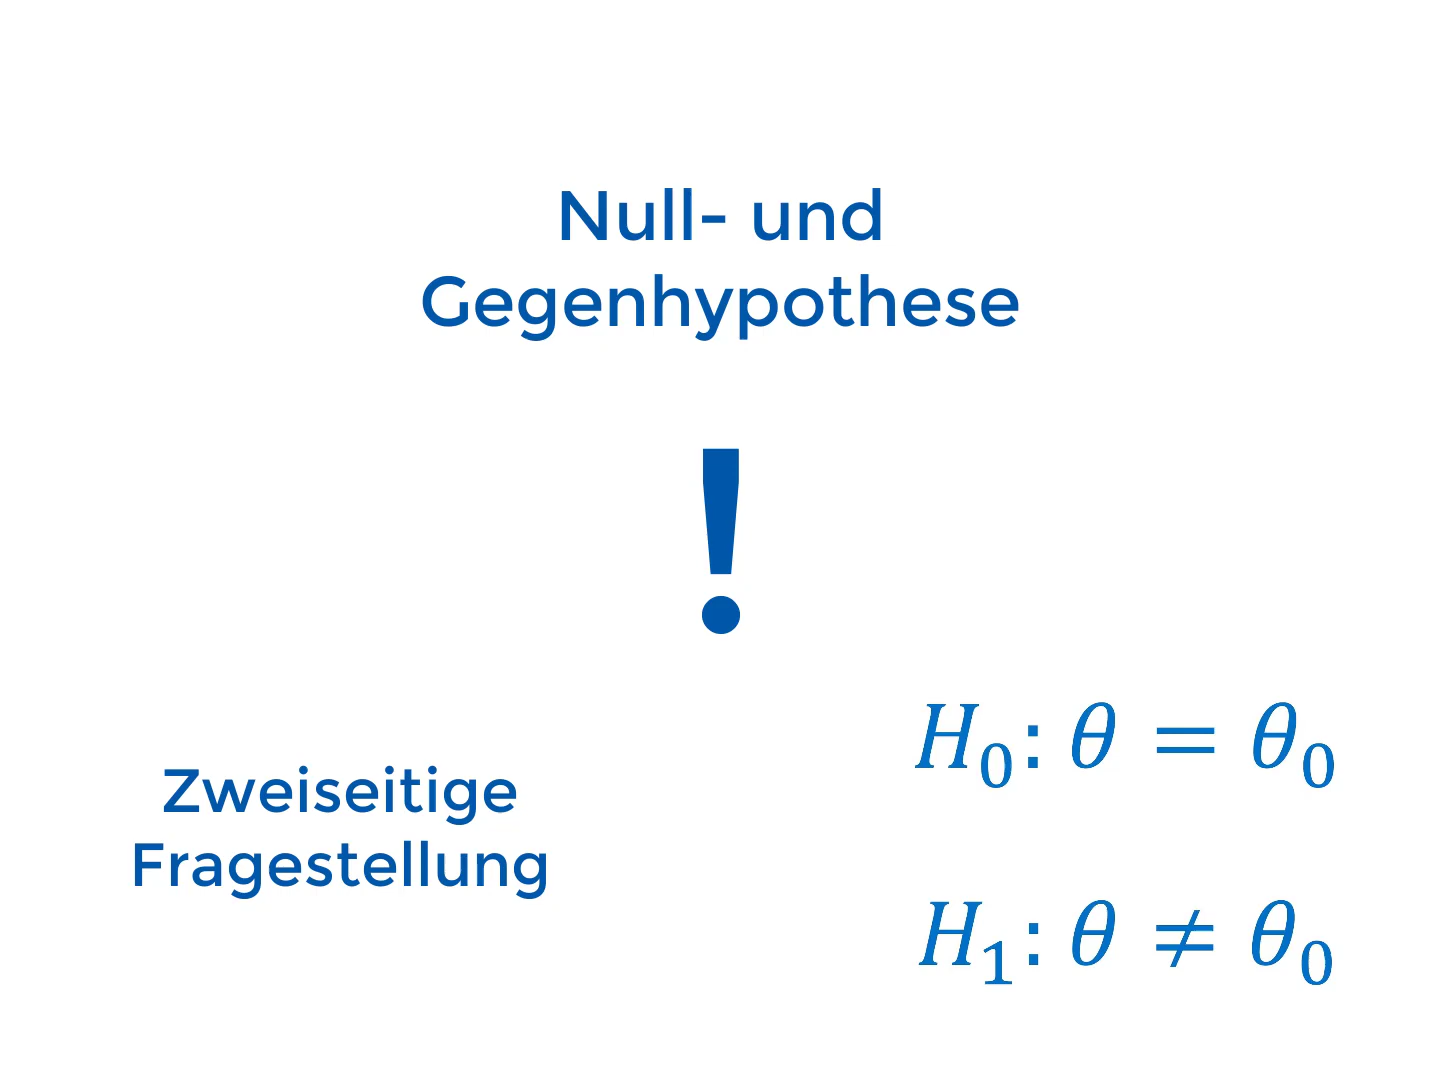 Null- und
Gegenhypothese
!
Zweiseitige
Fragestellung
H₀: θ = θ₀
H₁: θ ≠ θ₀